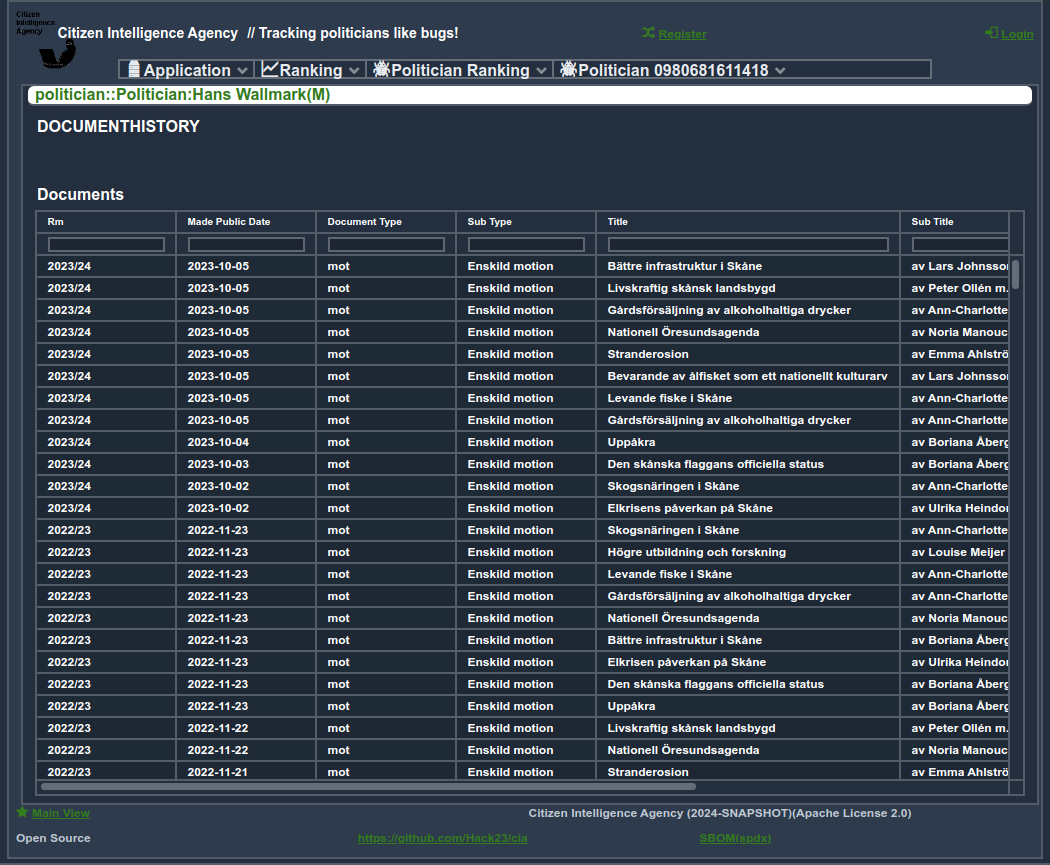 Citizen
Intelligence
Agency
Citizen Intelligence Agency // Tracking politicians like bugs!
Register
Login
Application
Ranking
Politician Ranking
Politician 0980681611418
politician::Politician:Hans Wallmark(M)
DOCUMENTHISTORY
Documents
Rm Made Public Date Document Type Sub Type Title Sub Title
2023/24 2023-10-05 mot Enskild motion Bättre infrastruktur i Skåne av Lars Johnsson
2023/24 2023-10-05 mot Enskild motion Livskraftig skånsk landsbygd av Peter Ollén m.
2023/24 2023-10-05 mot Enskild motion Gårdsförsäljning av alkoholhaltiga drycker av Ann-Charlotte
2023/24 2023-10-05 mot Enskild motion Nationell Öresundsagenda av Noria Manouc
2023/24 2023-10-05 mot Enskild motion Stranderosion av Emma Ahlströ
2023/24 2023-10-05 mot Enskild motion Bevarande av ålfisket som ett nationellt kulturarv av Lars Johnsson
2023/24 2023-10-05 mot Enskild motion Levande fiske i Skåne av Ann-Charlotte
2023/24 2023-10-05 mot Enskild motion Gårdsförsäljning av alkoholhaltiga drycker av Ann-Charlotte
2023/24 2023-10-04 mot Enskild motion Uppåkra av Boriana Åberg
2023/24 2023-10-03 mot Enskild motion Den skånska flaggans officiella status av Boriana Åberg
2023/24 2023-10-02 mot Enskild motion Skogsnäringen i Skåne av Ann-Charlotte
2023/24 2023-10-02 mot Enskild motion Elkrisens påverkan på Skåne av Ulrika Heindor
2022/23 2022-11-23 mot Enskild motion Skogsnäringen i Skåne av Ann-Charlotte
2022/23 2022-11-23 mot Enskild motion Högre utbildning och forskning av Louise Meijer
2022/23 2022-11-23 mot Enskild motion Levande fiske i Skåne av Ann-Charlotte
2022/23 2022-11-23 mot Enskild motion Gårdsförsäljning av alkoholhaltiga drycker av Ann-Charlotte
2022/23 2022-11-23 mot Enskild motion Nationell Öresundsagenda av Noria Manouc
2022/23 2022-11-23 mot Enskild motion Bättre infrastruktur i Skåne av Boriana Åberg
2022/23 2022-11-23 mot Enskild motion Elkrisen påverkan på Skåne av Ulrika Heindor
2022/23 2022-11-23 mot Enskild motion Den skånska flaggans officiella status av Boriana Åberg
2022/23 2022-11-23 mot Enskild motion Uppåkra av Boriana Åberg
2022/23 2022-11-22 mot Enskild motion Livskraftig skånsk landsbygd av Peter Ollén m.
2022/23 2022-11-22 mot Enskild motion Nationell Öresundsagenda av Noria Manouc
2022/23 2022-11-21 mot Enskild motion Stranderosion av Emma Ahlströ
Main View
Citizen Intelligence Agency (2024-SNAPSHOT)(Apache License 2.0)
Open Source
https://github.com/Hack23/cia
SBOM(spdx)